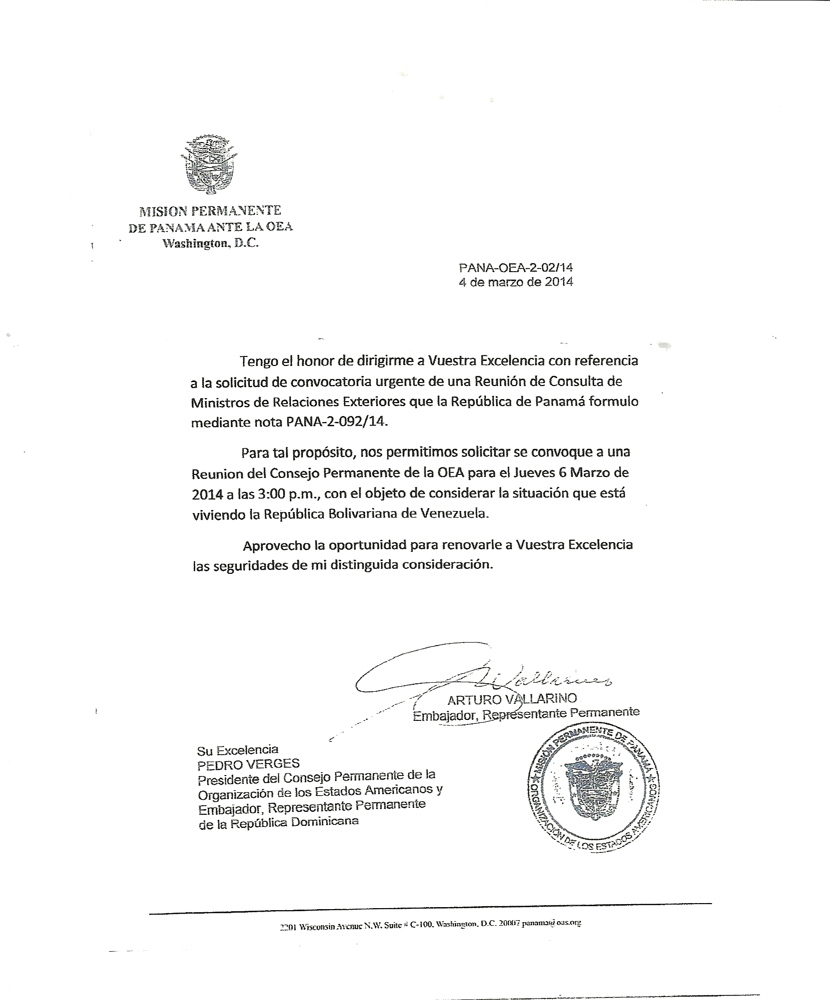 MISION PERMANENTE
DE PANAMA ANTE LA OEA
Washington, D.C.
PANA-OEA-2-02/14
4 de marzo de 2014
Tengo el honor de dirigirme a Vuestra Excelencia con referencia
a la solicitud de convocatoria urgente de una Reunión de Consulta de
Ministros de Relaciones Exteriores que la República de Panamá formulo
mediante nota PANA-2-092/14.
Para tal propósito, nos permitimos solicitar se convoque a una
Reunion del Consejo Permanente de la OEA para el Jueves 6 Marzo de
2014 a las 3:00 p.m., con el objeto de considerar la situación que está
viviendo la República Bolivariana de Venezuela.
Aprovecho la oportunidad para renovarle a Vuestra Excelencia
las seguridades de mi distinguida consideración.
Vallarino
ARTURO VALLARINO
Embajador, Representante Permanente
Su Excelencia
PEDRO VERGES
Presidente del Consejo Permanente de la
Organización de los Estados Americanos y
Embajador, Representante Permanente
de la República Dominicana
MISIÓN PERMANENTE DE PANAMÁ
ORGANIZACIÓN DE LOS ESTADOS AMERICANOS
2201 Wisconsin Avenue N.W. Suite # C-100. Washington, D.C. 20007 panama@oas.org